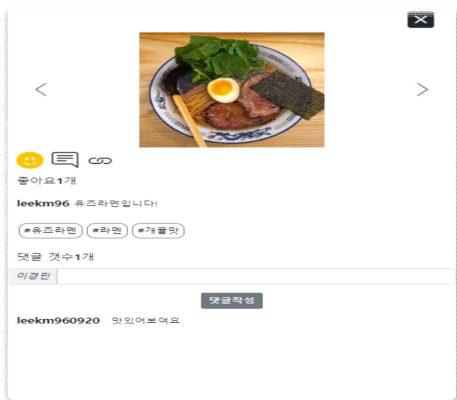 좋아요1개
leekm96 유즈라멘입니다!
#유즈라멘 #라멘 #개꿀맛
댓글 갯수1개
이경민
댓글작성
leekm960920 맛있어보여요